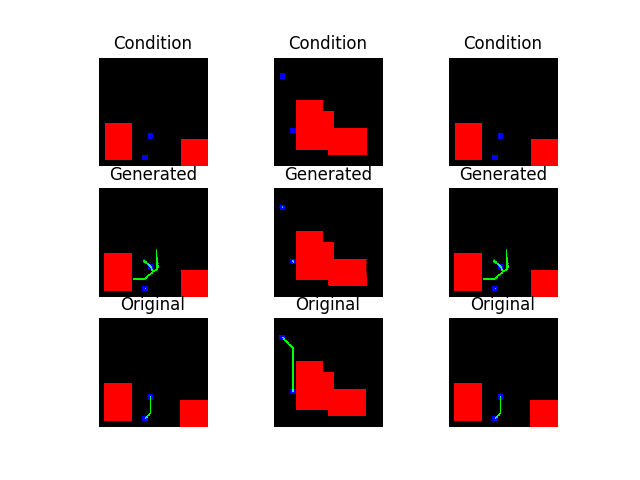 Condition Condition Condition
Generated Generated Generated
Original Original Original